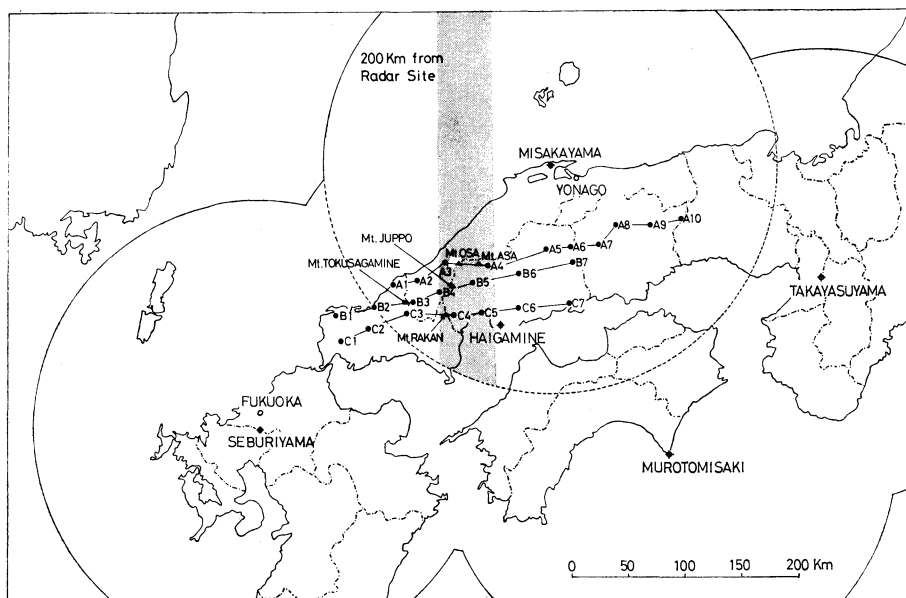 200 Km from
Radar Site
MISAKAYAMA
YONAGO
Mt. JUPPO
Mt. TOKUSAGAMINE
Mt. OSA
Mt. ASA
A1
A2
A3
A4
A5
A6
A7
A8
A9
A10
B1
B2
B3
B4
B5
B6
B7
C1
C2
C3
C4
C5
C6
C7
Mt. RAKAN
HAIGAMINE
TAKAYASUYAMA
FUKUOKA
SEBURIYAMA
MUROTOMISAKI
0 50 100 150 200 Km